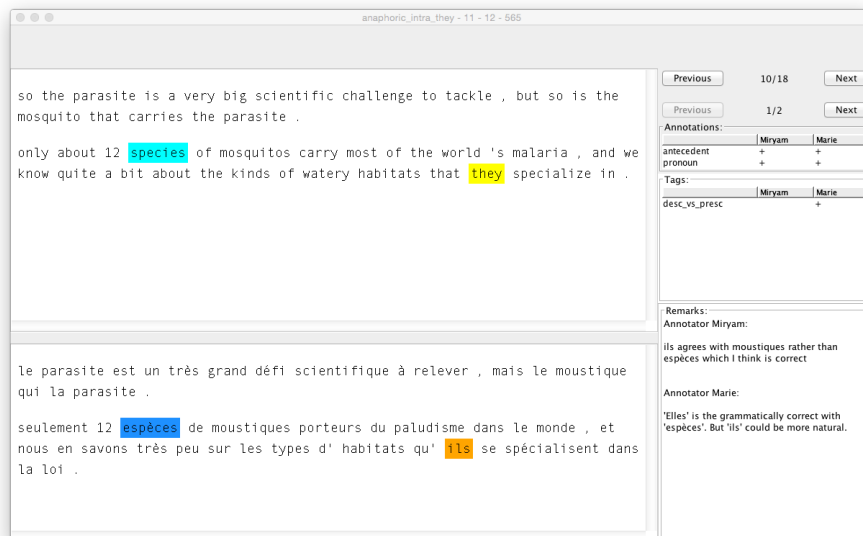 anaphoric_intra_they - 11 - 12 - 565
so the parasite is a very big scientific challenge to tackle , but so is the
mosquito that carries the parasite .
only about 12 species of mosquitos carry most of the world 's malaria , and we
know quite a bit about the kinds of watery habitats that they specialize in .
le parasite est un très grand défi scientifique à relever , mais le moustique
qui la parasite .
seulement 12 espèces de moustiques porteurs du paludisme dans le monde , et
nous en savons très peu sur les types d' habitats qu' ils se spécialisent dans
la loi .
Previous 10/18 Next
Previous 1/2 Next
Annotations:
Miryam Marie
antecedent + +
pronoun + +
Tags:
Miryam Marie
desc_vs_presc +
Remarks:
Annotator Miryam:
ils agrees with moustiques rather than
espèces which I think is correct
Annotator Marie:
'Elles' is the grammatically correct with
'espèces'. But 'ils' could be more natural.